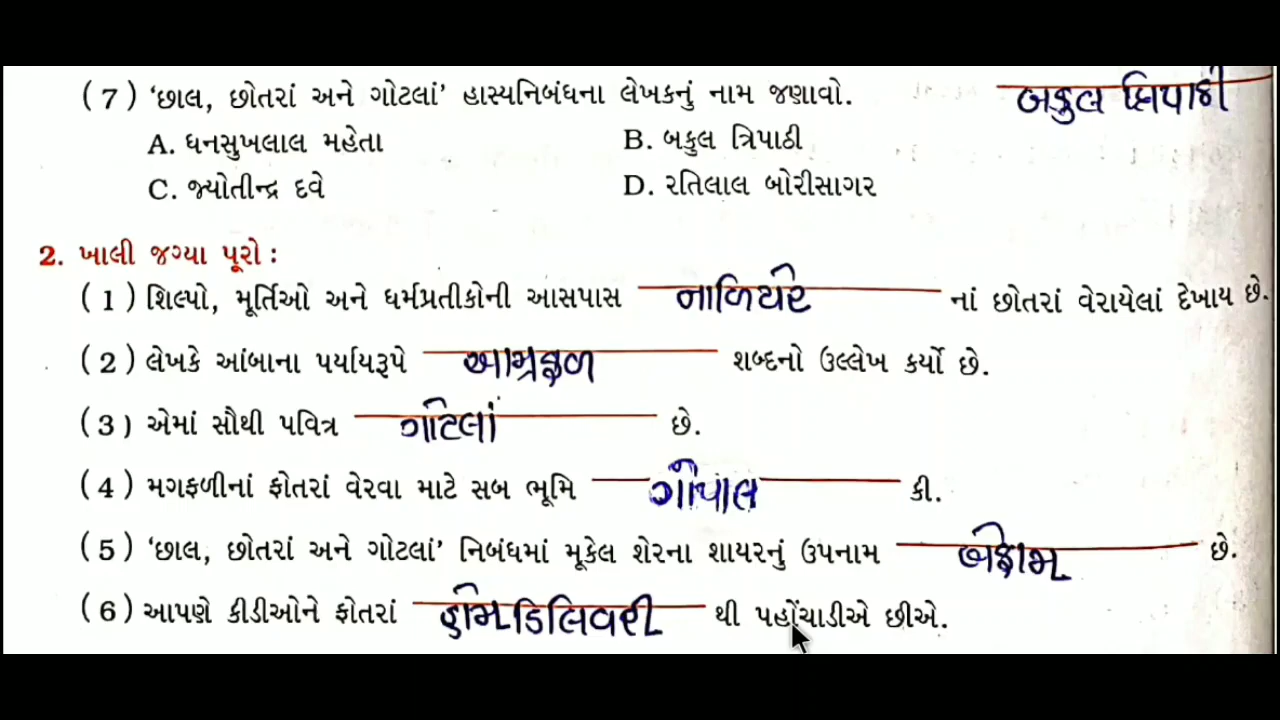 (7) 'છાલ, છોતરાં અને ગોટલાં' હાસ્યનિબંધના લેખકનું નામ જણાવો. બકુલ ત્રિપાઠી
A. ધનસુખલાલ મહેતા B. બકુલ ત્રિપાઠી
C. જ્યોતીન્દ્ર દવે D. રતિલાલ બોરીસાગર
2. ખાલી જગ્યા પૂરો :
(1) શિલ્પો, મૂર્તિઓ અને ધર્મપ્રતીકોની આસપાસ નાળિયેર નાં છોતરાં વેરાયેલાં દેખાય છે.
(2) લેખકે આંબાના પર્યાયરૂપે આમ્રફળ શબ્દનો ઉલ્લેખ કર્યો છે.
(3) એમાં સૌથી પવિત્ર ગોટલાં છે.
(4) મગફળીનાં ફોતરાં વેરવા માટે સબ ભૂમિ ગોપાલ કી.
(5) 'છાલ, છોતરાં અને ગોટલાં' નિબંધમાં મૂકેલ શેરના શાયરનું ઉપનામ બેફામ છે.
(6) આપણે કીડીઓને ફોતરાં હોમડિલિવરી થી પહોંચાડીએ છીએ.